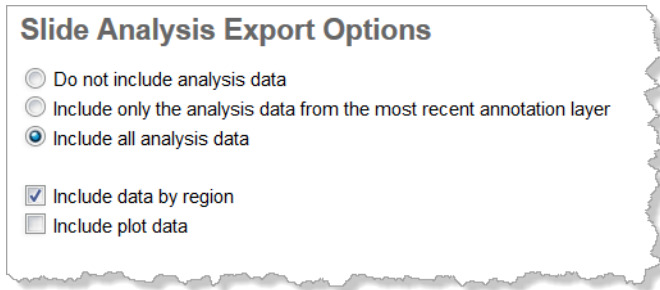 Slide Analysis Export Options
Do not include analysis data
Include only the analysis data from the most recent annotation layer
Include all analysis data
Include data by region
Include plot data